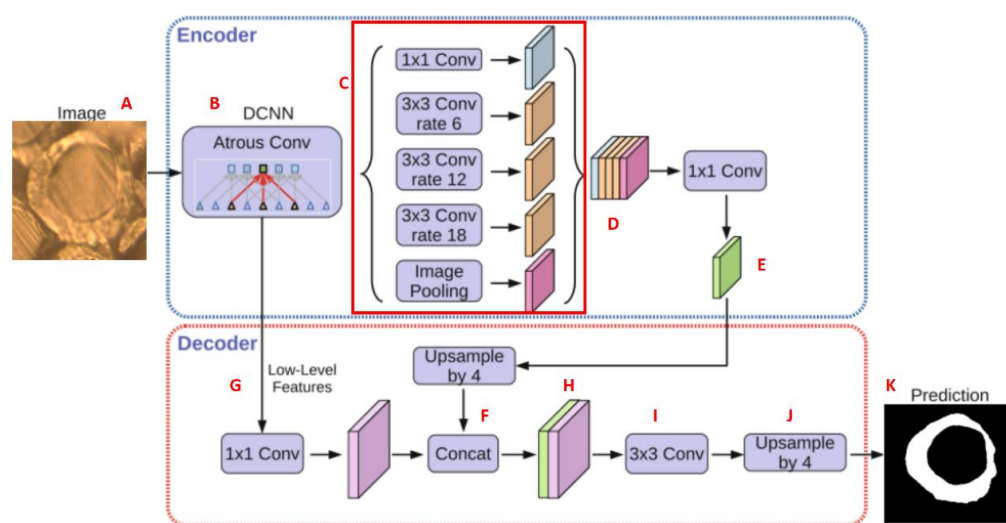 Encoder
C
1x1 Conv
Image
A
B
DCNN
Atrous Conv
3x3 Conv
rate 6
3x3 Conv
rate 12
3x3 Conv
rate 18
Image
Pooling
D
1x1 Conv
E
Decoder
G
Low-Level
Features
Upsample
by 4
F
H
I
J
K
Prediction
1x1 Conv
Concat
3x3 Conv
Upsample
by 4